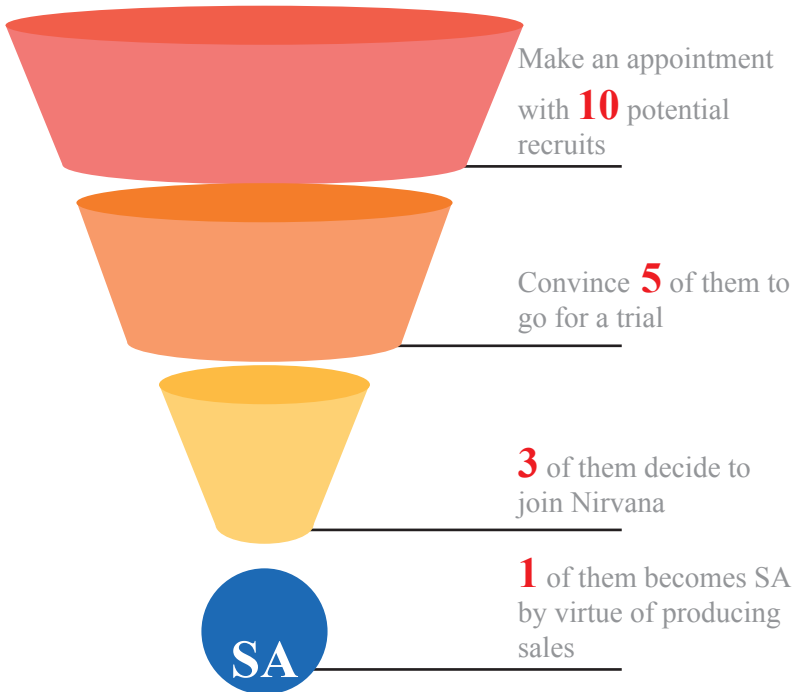 Make an appointment
with 10 potential
recruits
Convince 5 of them to
go for a trial
3 of them decide to
join Nirvana
1 of them becomes SA
by virtue of producing
sales
SA